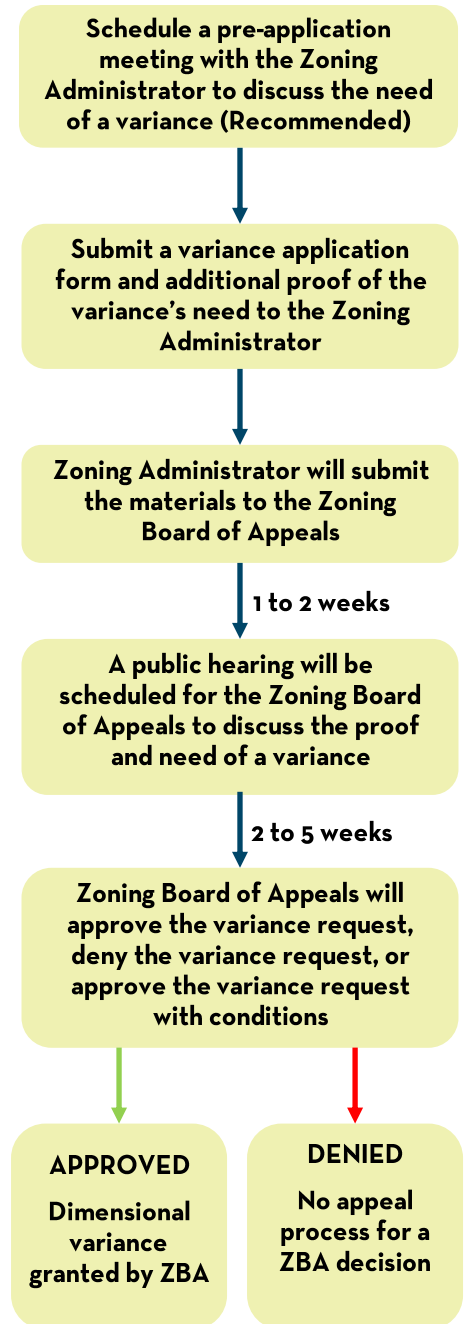 Schedule a pre-application
meeting with the Zoning
Administrator to discuss the need
of a variance (Recommended)
Submit a variance application
form and additional proof of the
variance's need to the Zoning
Administrator
Zoning Administrator will submit
the materials to the Zoning
Board of Appeals
1 to 2 weeks
A public hearing will be
scheduled for the Zoning Board
of Appeals to discuss the proof
and need of a variance
2 to 5 weeks
Zoning Board of Appeals will
approve the variance request,
deny the variance request, or
approve the variance request
with conditions
APPROVED
Dimensional
variance
granted by ZBA
DENIED
No appeal
process for a
ZBA decision